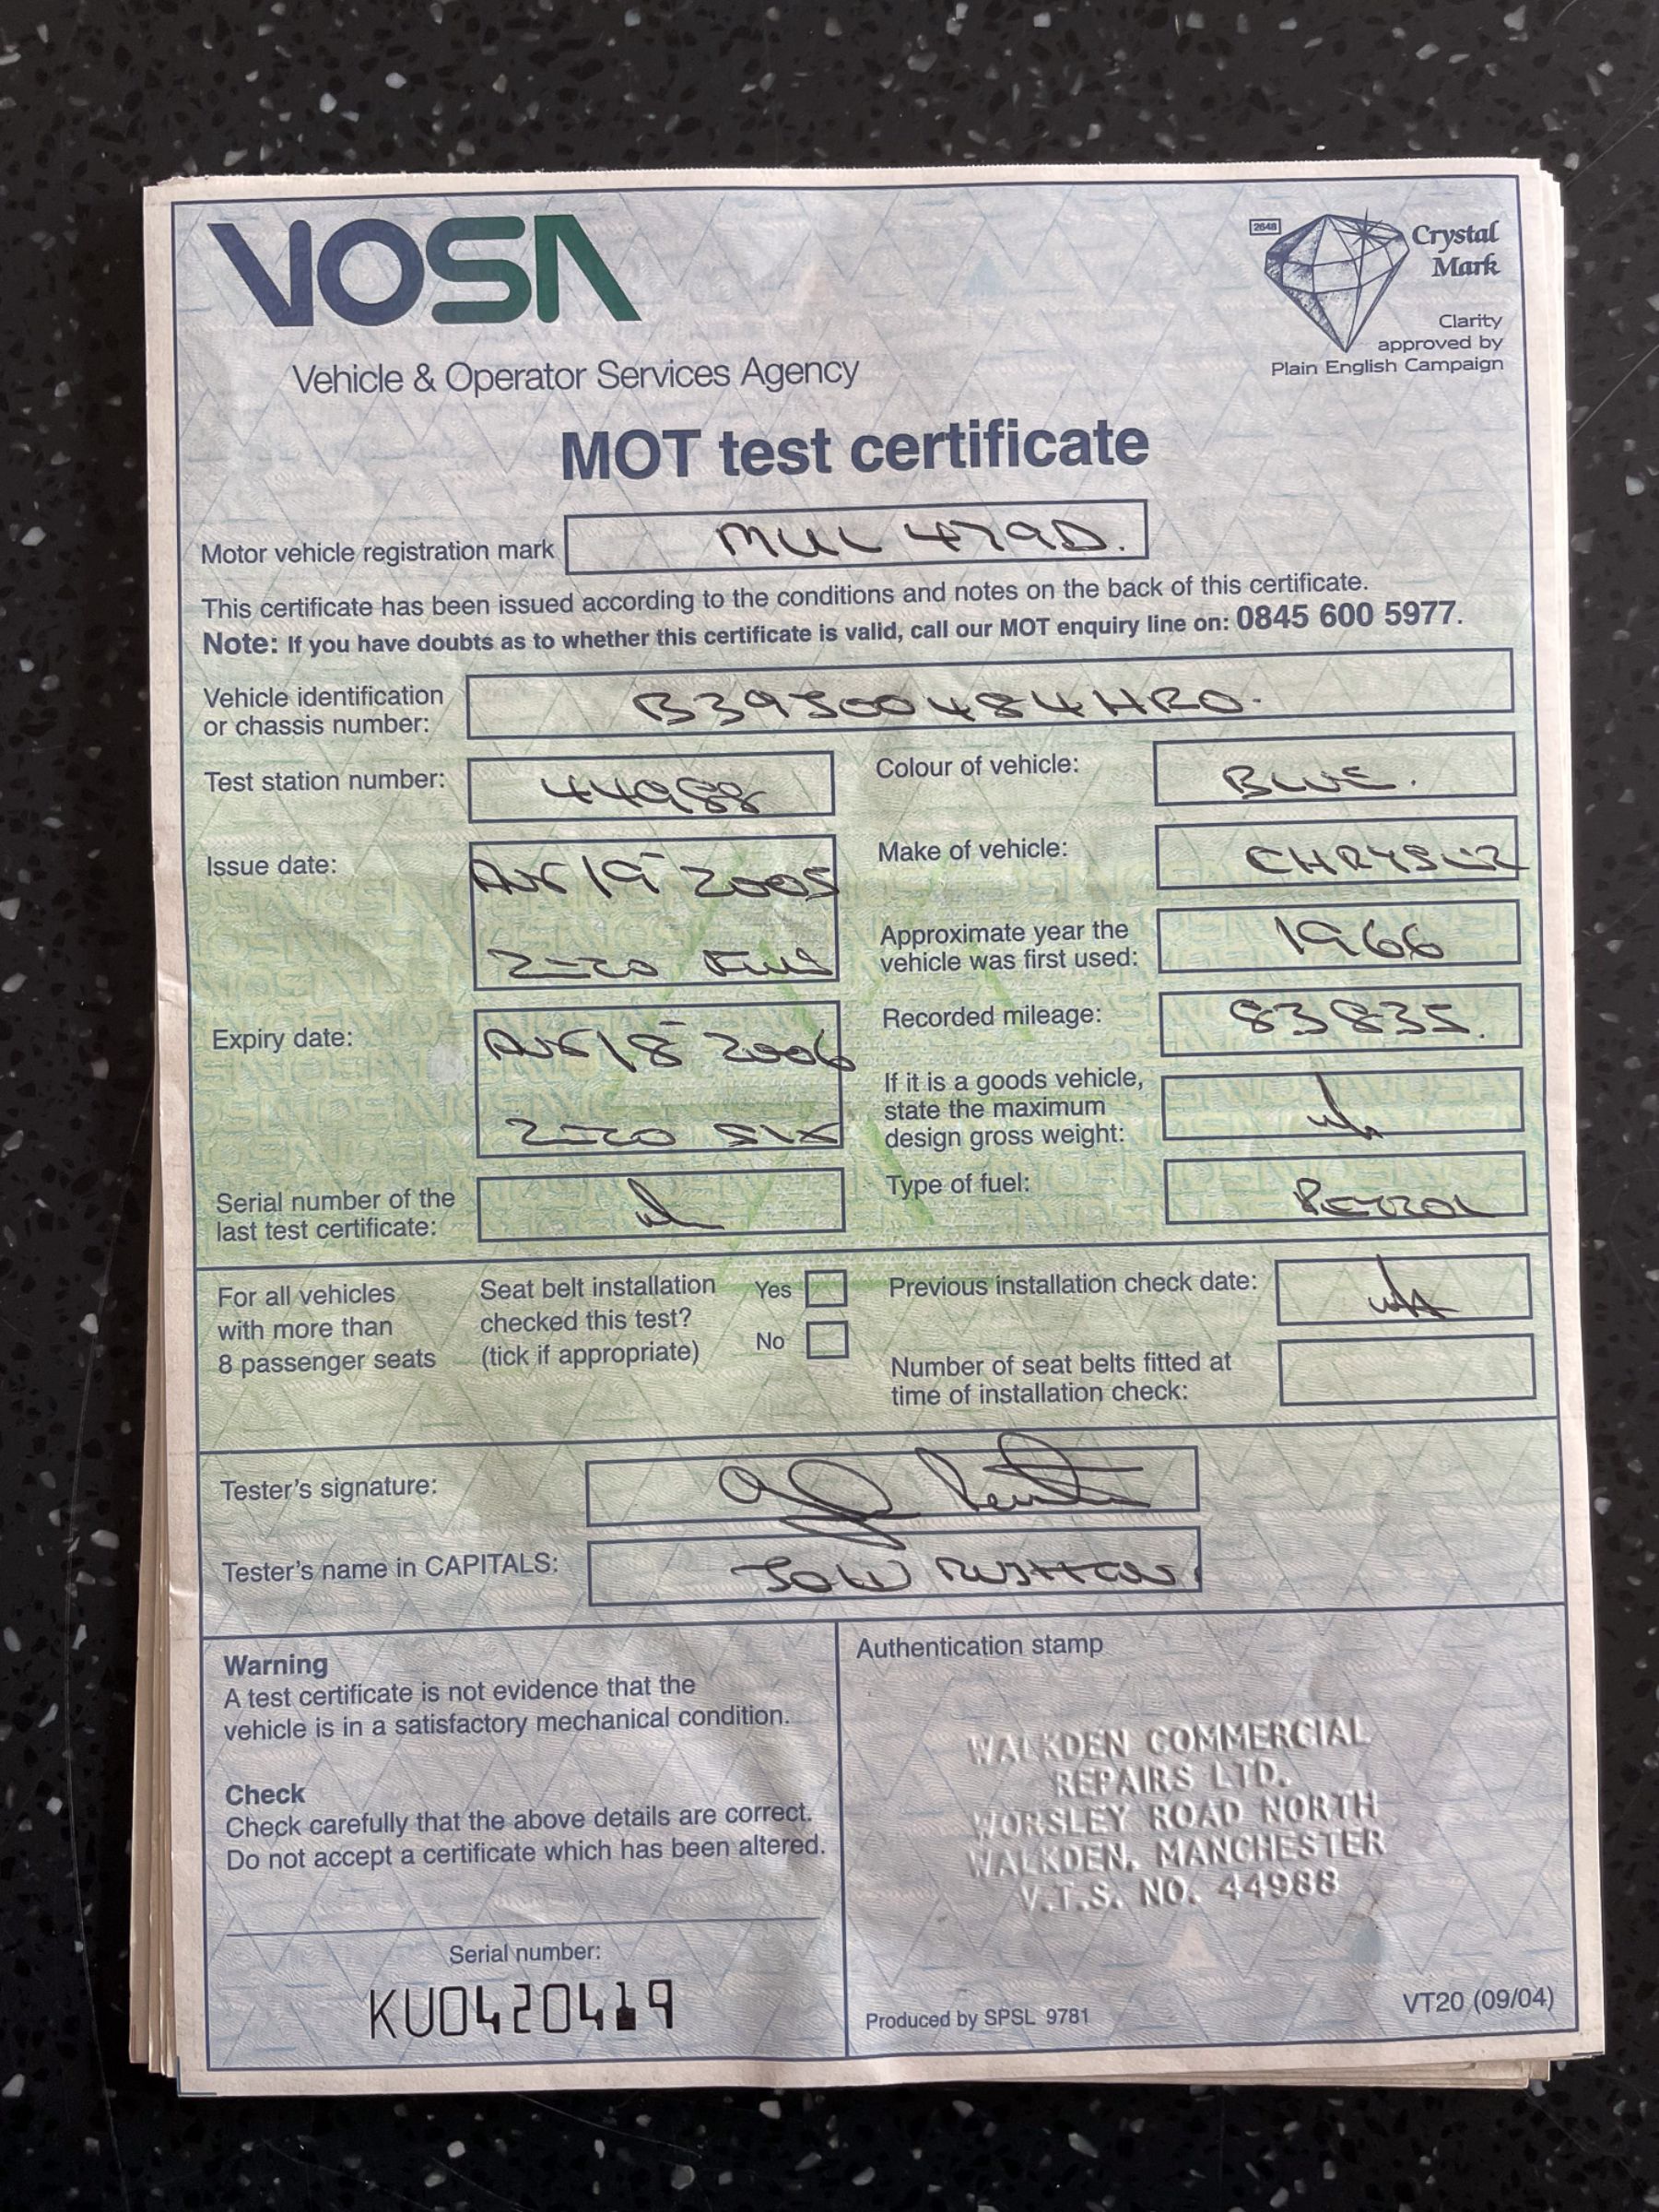 VOSA
2648
Crystal
Mark
Clarity
approved by
Plain English Campaign
Vehicle & Operator Services Agency
MOT test certificate
Motor vehicle registration mark MUL 479D.
This certificate has been issued according to the conditions and notes on the back of this certificate.
Note: If you have doubts as to whether this certificate is valid, call our MOT enquiry line on: 0845 600 5977.
Vehicle identification
or chassis number: B39500484HRO.
Test station number: 44988
Colour of vehicle: BLUE.
Issue date: AUG 19 2005
2-ZO
Make of vehicle: CHRYSLER
Approximate year the
vehicle was first used: 1966
Expiry date: AUG 18 2006
2-ZO SIX
Recorded mileage: 83835.
If it is a goods vehicle,
state the maximum
design gross weight:
Serial number of the
last test certificate:
Type of fuel: PETROL
For all vehicles
with more than
8 passenger seats
Seat belt installation
checked this test?
(tick if appropriate)
Yes
No
Previous installation check date: N/A
Number of seat belts fitted at
time of installation check:
Tester's signature:
Tester's name in CAPITALS:
Warning
A test certificate is not evidence that the
vehicle is in a satisfactory mechanical condition.
Check
Check carefully that the above details are correct.
Do not accept a certificate which has been altered.
Serial number:
KU0420419
Authentication stamp
WALKDEN COMMERCIAL
REPAIRS LTD.
WORSLEY ROAD NORTH
WALKDEN. MANCHESTER
V.T.S. NO. 44988
Produced by SPSL 9781
VT20 (09/04)